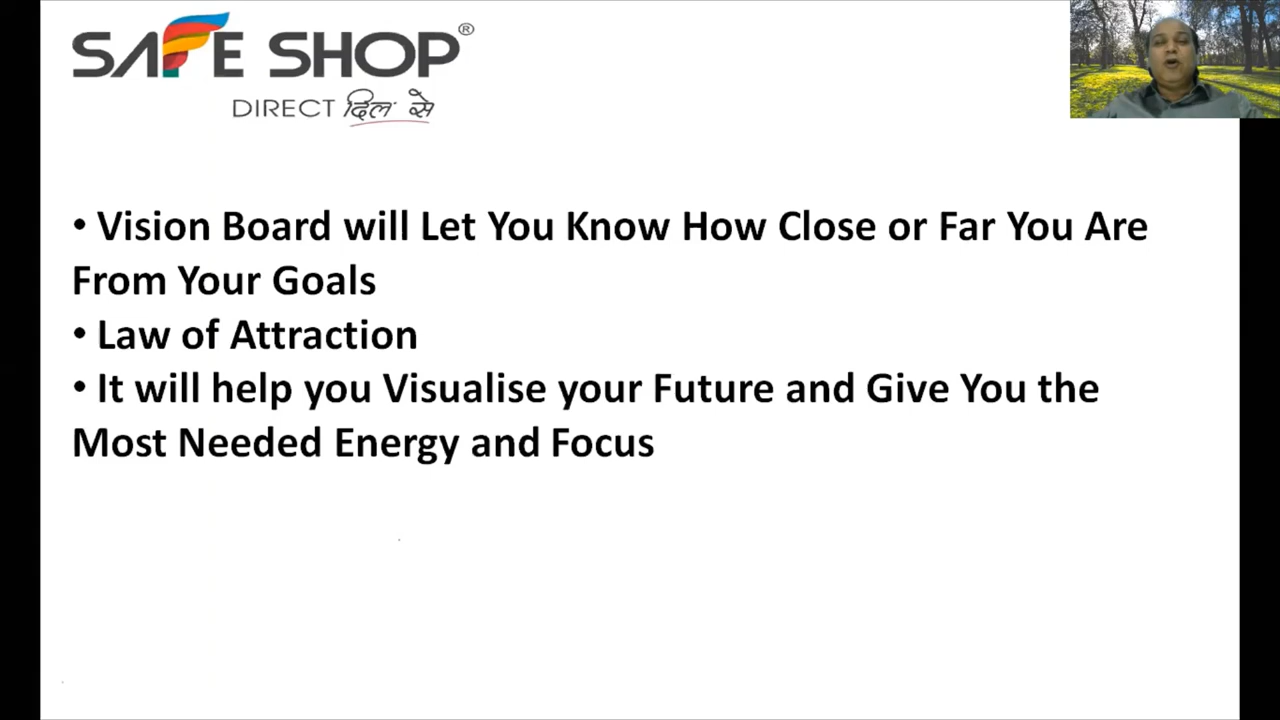 SAFE SHOP®
DIRECT दिल से
• Vision Board will Let You Know How Close or Far You Are
From Your Goals
• Law of Attraction
• It will help you Visualise your Future and Give You the
Most Needed Energy and Focus